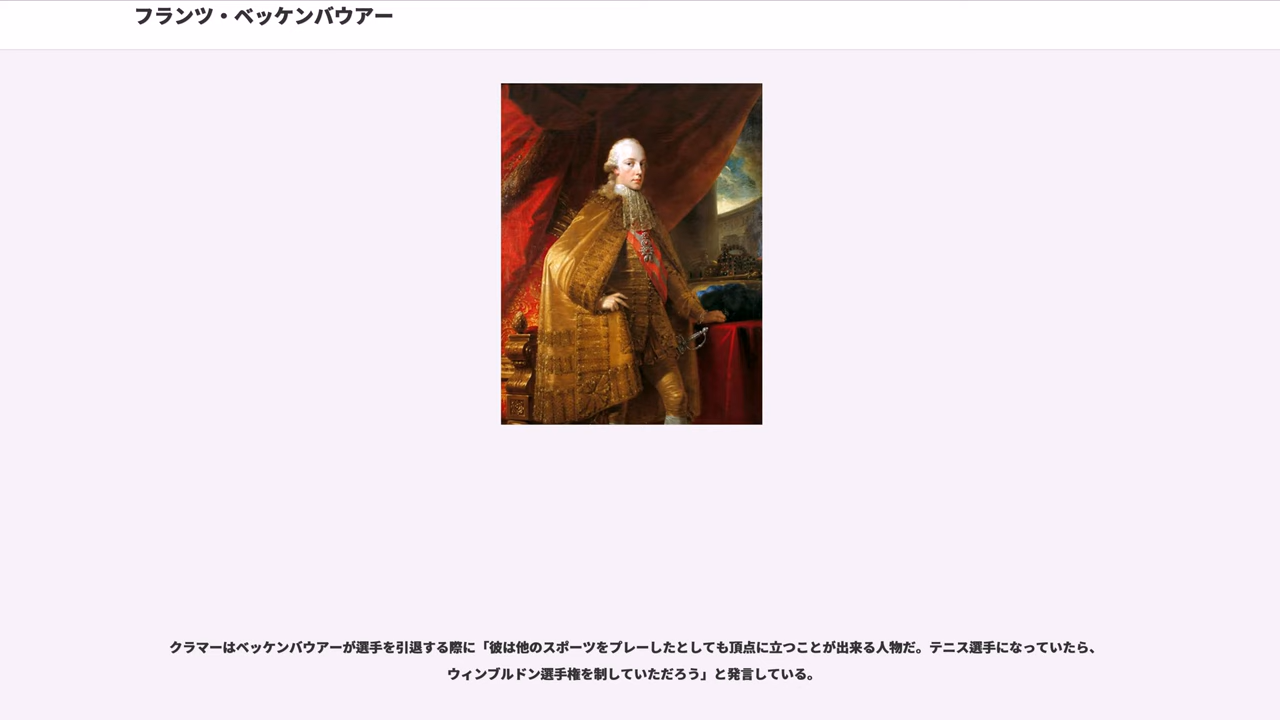 フランツ・ベッケンバウアー
クラマーはベッケンバウアーが選手を引退する際に「彼は他のスポーツをプレーしたとしても頂点に立つことが出来る人物だ。テニス選手になっていたら、
ウィンブルドン選手権を制していただろう」と発言している。